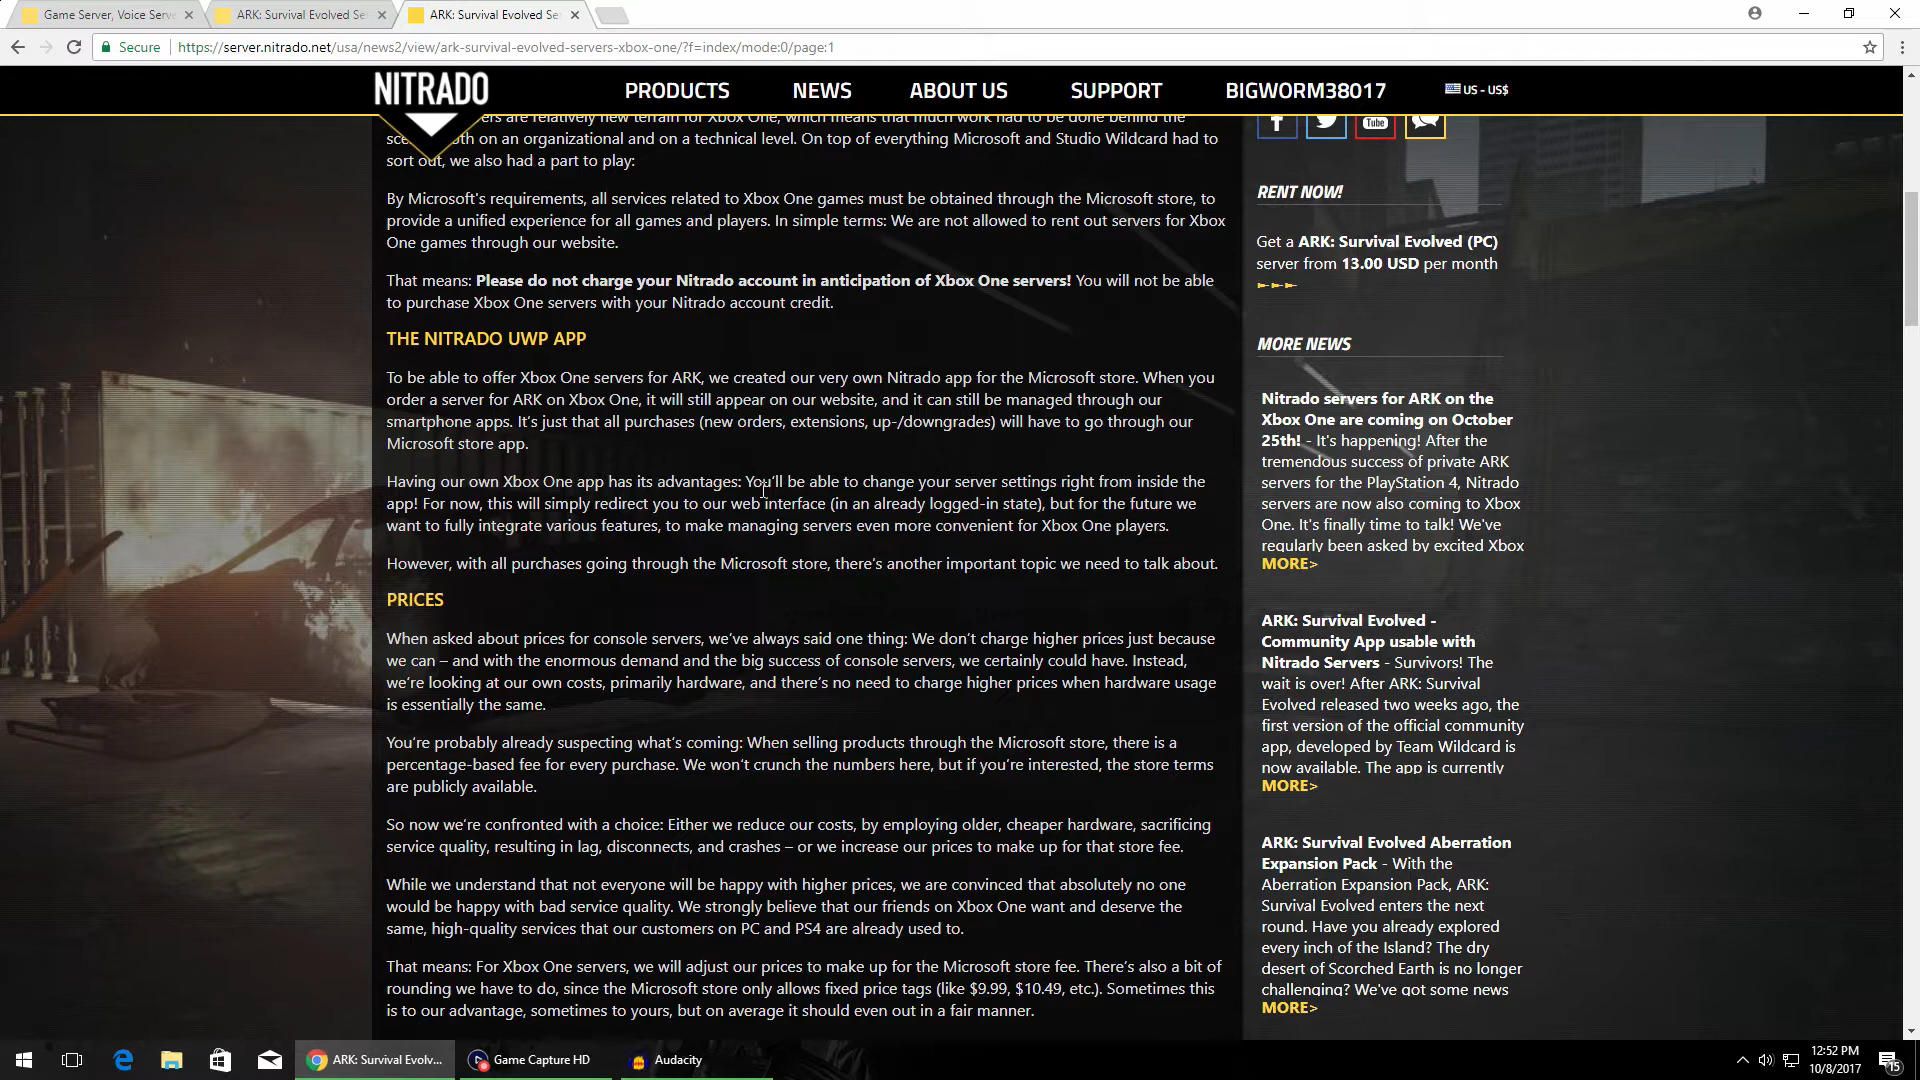 Game Server, Voice Serve
ARK: Survival Evolved Se
ARK: Survival Evolved Se
Secure
https://server.nitrado.net/usa/news2/view/ark-survival-evolved-servers-xbox-one/?f=index/mode:0/page:1
NITRADO
PRODUCTS
NEWS
ABOUT US
SUPPORT
BIGWORM38017
US - US$
ers are relatively new terrain for Xbox One, which means that much work had to be done behind the
on an organizational and on a technical level. On top of everything Microsoft and Studio Wildcard had to
sort out, we also had a part to play:
By Microsoft's requirements, all services related to Xbox One games must be obtained through the Microsoft store, to
provide a unified experience for all games and players. In simple terms: We are not allowed to rent out servers for Xbox
One games through our website.
That means: Please do not charge your Nitrado account in anticipation of Xbox One servers! You will not be able
to purchase Xbox One servers with your Nitrado account credit.
THE NITRADO UWP APP
To be able to offer Xbox One servers for ARK, we created our very own Nitrado app for the Microsoft store. When you
order a server for ARK on Xbox One, it will still appear on our website, and it can still be managed through our
smartphone apps. It's just that all purchases (new orders, extensions, up-/downgrades) will have to go through our
Microsoft store app.
Having our own Xbox One app has its advantages: You'll be able to change your server settings right from inside the
app! For now, this will simply redirect you to our web interface (in an already logged-in state), but for the future we
want to fully integrate various features, to make managing servers even more convenient for Xbox One players.
However, with all purchases going through the Microsoft store, there's another important topic we need to talk about.
PRICES
When asked about prices for console servers, we've always said one thing: We don't charge higher prices just because
we can – and with the enormous demand and the big success of console servers, we certainly could have. Instead,
we're looking at our own costs, primarily hardware, and there's no need to charge higher prices when hardware usage
is essentially the same.
You're probably already suspecting what's coming: When selling products through the Microsoft store, there is a
percentage-based fee for every purchase. We won't crunch the numbers here, but if you're interested, the store terms
are publicly available.
So now we're confronted with a choice: Either we reduce our costs, by employing older, cheaper hardware, sacrificing
service quality, resulting in lag, disconnects, and crashes – or we increase our prices to make up for that store fee.
While we understand that not everyone will be happy with higher prices, we are convinced that absolutely no one
would be happy with bad service quality. We strongly believe that our friends on Xbox One want and deserve the
same, high-quality services that our customers on PC and PS4 are already used to.
That means: For Xbox One servers, we will adjust our prices to make up for the Microsoft store fee. There's also a bit of
rounding we have to do, since the Microsoft store only allows fixed price tags (like $9.99, $10.49, etc.). Sometimes this
is to our advantage, sometimes to yours, but on average it should even out in a fair manner.
Tube
RENT NOW!
Get a ARK: Survival Evolved (PC)
server from 13.00 USD per month
MORE NEWS
Nitrado servers for ARK on the
Xbox One are coming on October
25th! - It's happening! After the
tremendous success of private ARK
servers for the PlayStation 4, Nitrado
servers are now also coming to Xbox
One. It's finally time to talk! We've
regularly been asked by excited Xbox
MORE>
ARK: Survival Evolved -
Community App usable with
Nitrado Servers - Survivors! The
wait is over! After ARK: Survival
Evolved released two weeks ago, the
first version of the official community
app, developed by Team Wildcard is
now available. The app is currently
MORE>
ARK: Survival Evolved Aberration
Expansion Pack - With the
Aberration Expansion Pack, ARK:
Survival Evolved enters the next
round. Have you already explored
every inch of the Island? The dry
desert of Scorched Earth is no longer
challenging? We've got some news
MORE>
ARK: Survival Evolv...
Game Capture HD
Audacity
12:52 PM
10/8/2017
15